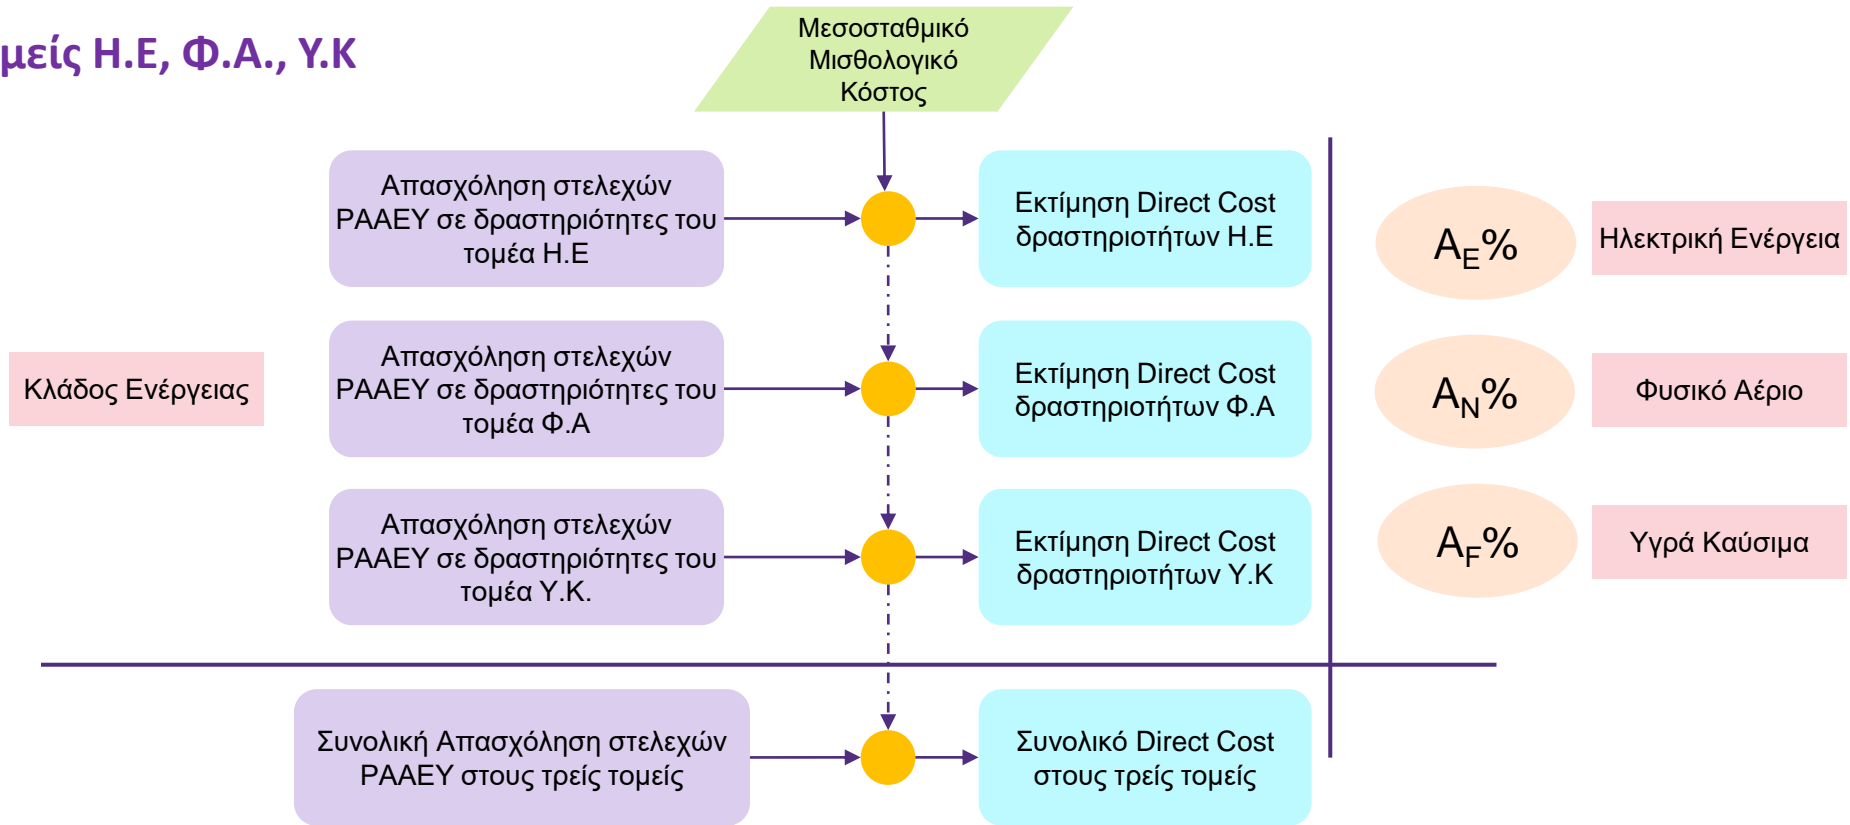 μείς Η.Ε, Φ.Α., Υ.Κ
Μεσοσταθμικό
Μισθολογικό
Κόστος
Απασχόληση στελεχών
ΡΑΑΕΥ σε δραστηριότητες του
τομέα Η.Ε
Εκτίμηση Direct Cost
δραστηριοτήτων Η.Ε
A_E%
Ηλεκτρική Ενέργεια
Κλάδος Ενέργειας
Απασχόληση στελεχών
ΡΑΑΕΥ σε δραστηριότητες του
τομέα Φ.Α
Εκτίμηση Direct Cost
δραστηριοτήτων Φ.Α
A_N%
Φυσικό Αέριο
Απασχόληση στελεχών
ΡΑΑΕΥ σε δραστηριότητες του
τομέα Υ.Κ.
Εκτίμηση Direct Cost
δραστηριοτήτων Υ.Κ
A_F%
Υγρά Καύσιμα
Συνολική Απασχόληση στελεχών
ΡΑΑΕΥ στους τρείς τομείς
Συνολικό Direct Cost
στους τρείς τομείς